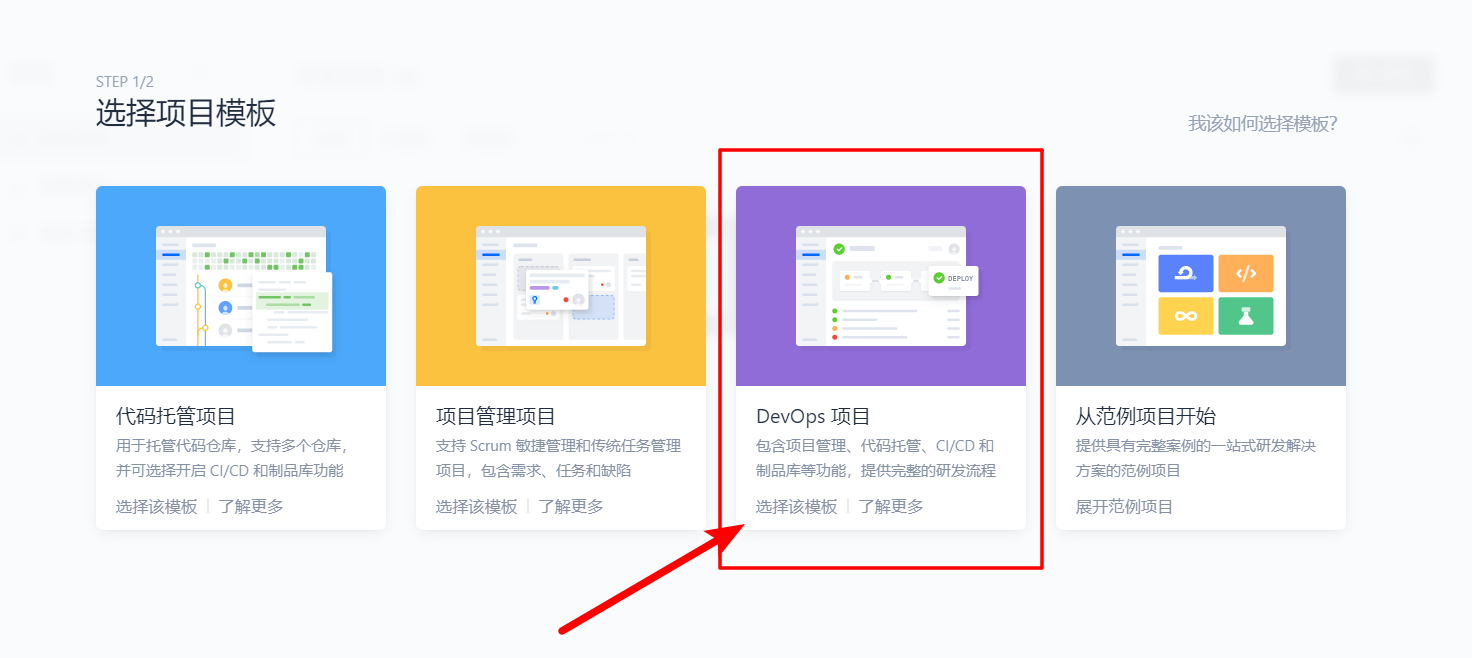 STEP 1/2
选择项目模板
我该如何选择模板?
DEPLOY
代码托管项目
用于托管代码仓库，支持多个仓库，
并可选择开启 CI/CD 和制品库功能
选择该模板 | 了解更多
项目管理项目
支持 Scrum 敏捷管理和传统任务管理
项目，包含需求、任务和缺陷
选择该模板 | 了解更多
DevOps 项目
包含项目管理、代码托管、CI/CD 和
制品库等功能，提供完整的研发流程
选择该模板 | 了解更多
从范例项目开始
提供具有完整案例的一站式研发解决
方案的范例项目
展开范例项目